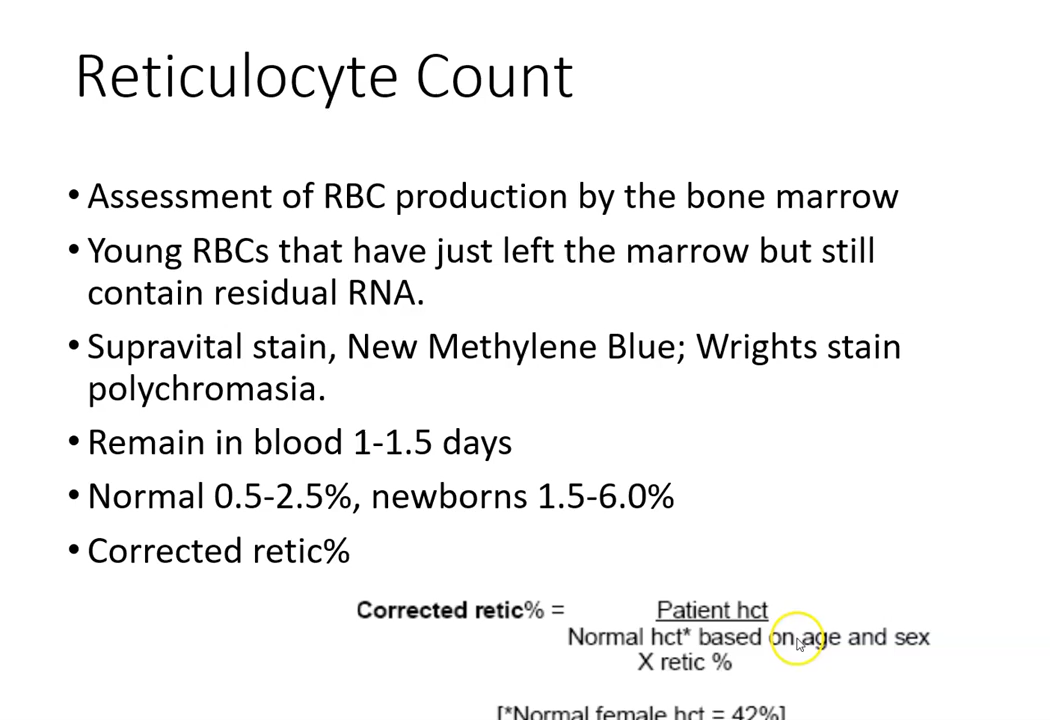 Reticulocyte Count
• Assessment of RBC production by the bone marrow
• Young RBCs that have just left the marrow but still
contain residual RNA.
• Supravital stain, New Methylene Blue; Wrights stain
polychromasia.
• Remain in blood 1-1.5 days
• Normal 0.5-2.5%, newborns 1.5-6.0%
• Corrected retic%
Corrected retic% = Patient hct
Normal hct* based on age and sex
X retic %
[*Normal female hct = 42%]